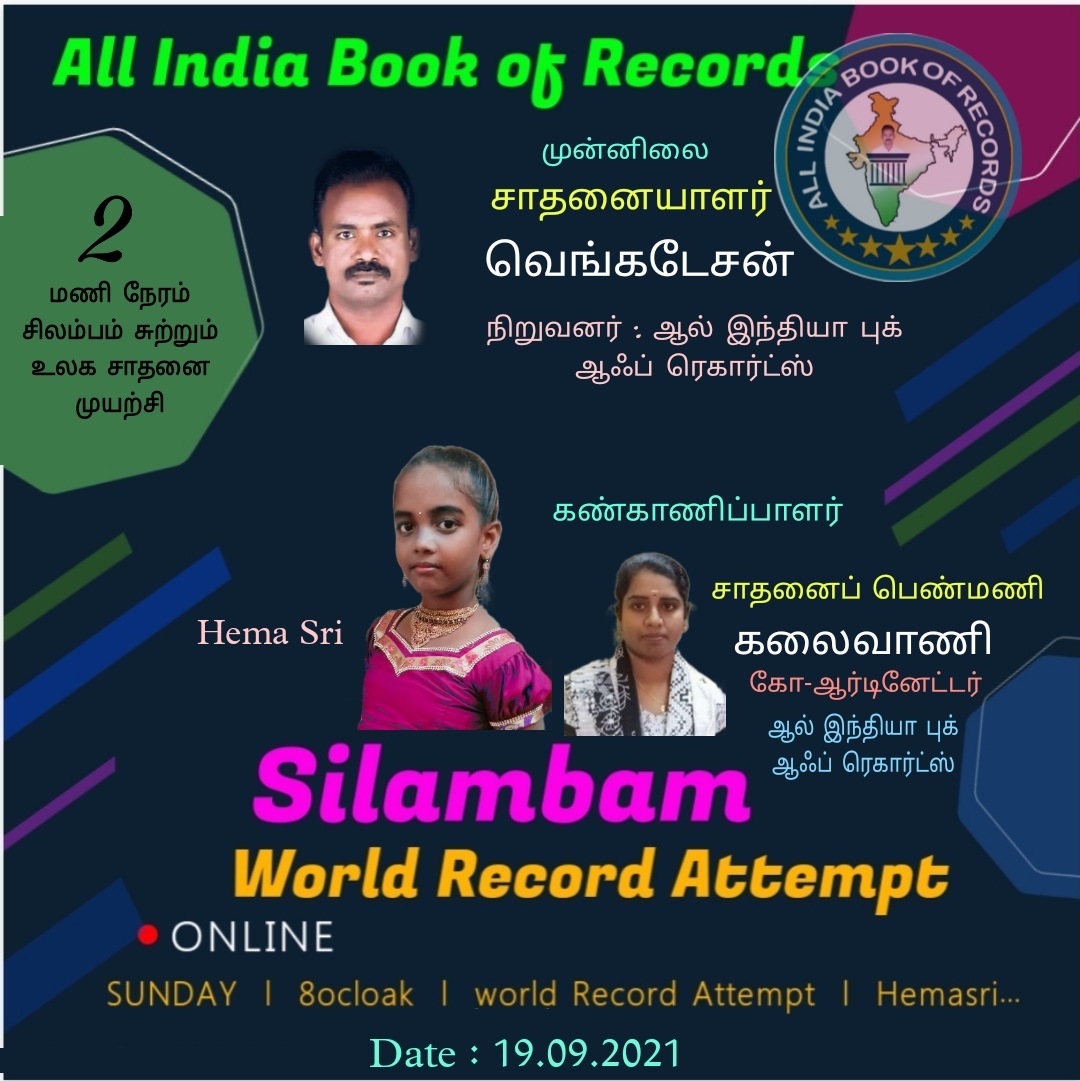 All India Book of Records
ALL INDIA BOOK OF RECORDS
முன்னிலை
சாதனையாளர்
வெங்கடேசன்
நிறுவனர் : ஆல் இந்தியா புக்
ஆஃப் ரெகார்ட்ஸ்
2
மணி நேரம்
சிலம்பம் சுற்றும்
உலக சாதனை
முயற்சி
கண்காணிப்பாளர்
சாதனைப் பெண்மணி
கலைவாணி
கோ-ஆர்டினேட்டர்
ஆல் இந்தியா புக்
ஆஃப் ரெகார்ட்ஸ்
Hema Sri
Silambam
World Record Attempt
ONLINE
SUNDAY | 8ocloak | world Record Attempt | Hemasri...
Date : 19.09.2021